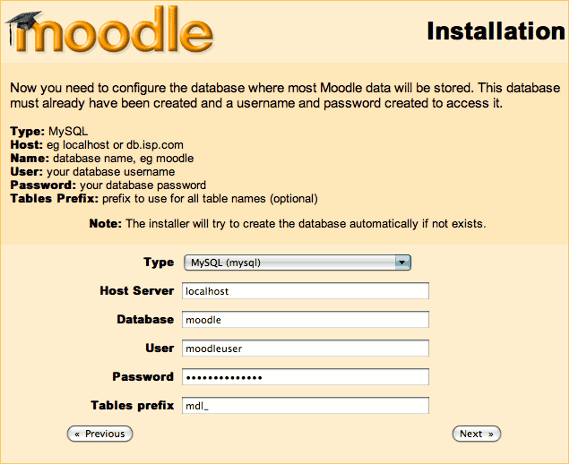 moodle
Installation
Now you need to configure the database where most Moodle data will be stored. This database
must already have been created and a username and password created to access it.
Type: MySQL
Host: eg localhost or db.isp.com
Name: database name, eg moodle
User: your database username
Password: your database password
Tables Prefix: prefix to use for all table names (optional)
Note: The installer will try to create the database automatically if not exists.
Type MySQL (mysql)
Host Server localhost
Database moodle
User moodleuser
Password ••••••••••••••
Tables prefix mdl_
« Previous Next »